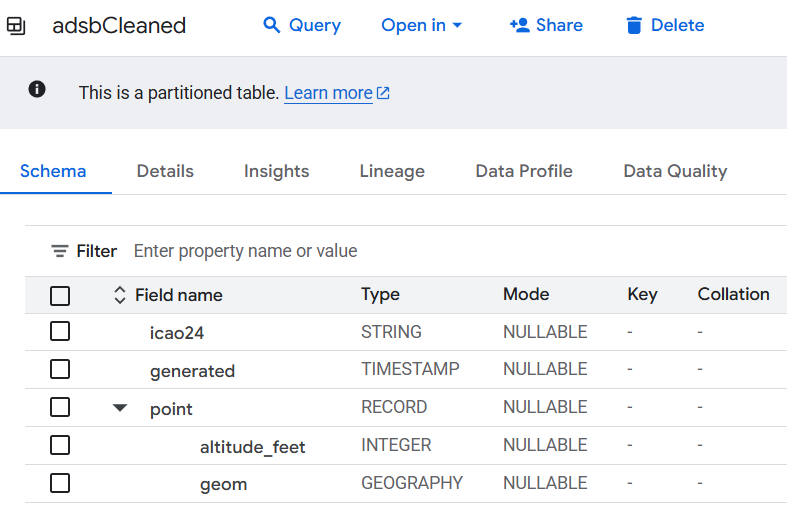 adsbCleaned Query Open in Share Delete
This is a partitioned table. Learn more
Schema Details Insights Lineage Data Profile Data Quality
Filter Enter property name or value
Field name Type Mode Key Collation
icao24 STRING NULLABLE - -
generated TIMESTAMP NULLABLE - -
point RECORD NULLABLE - -
altitude_feet INTEGER NULLABLE - -
geom GEOGRAPHY NULLABLE - -